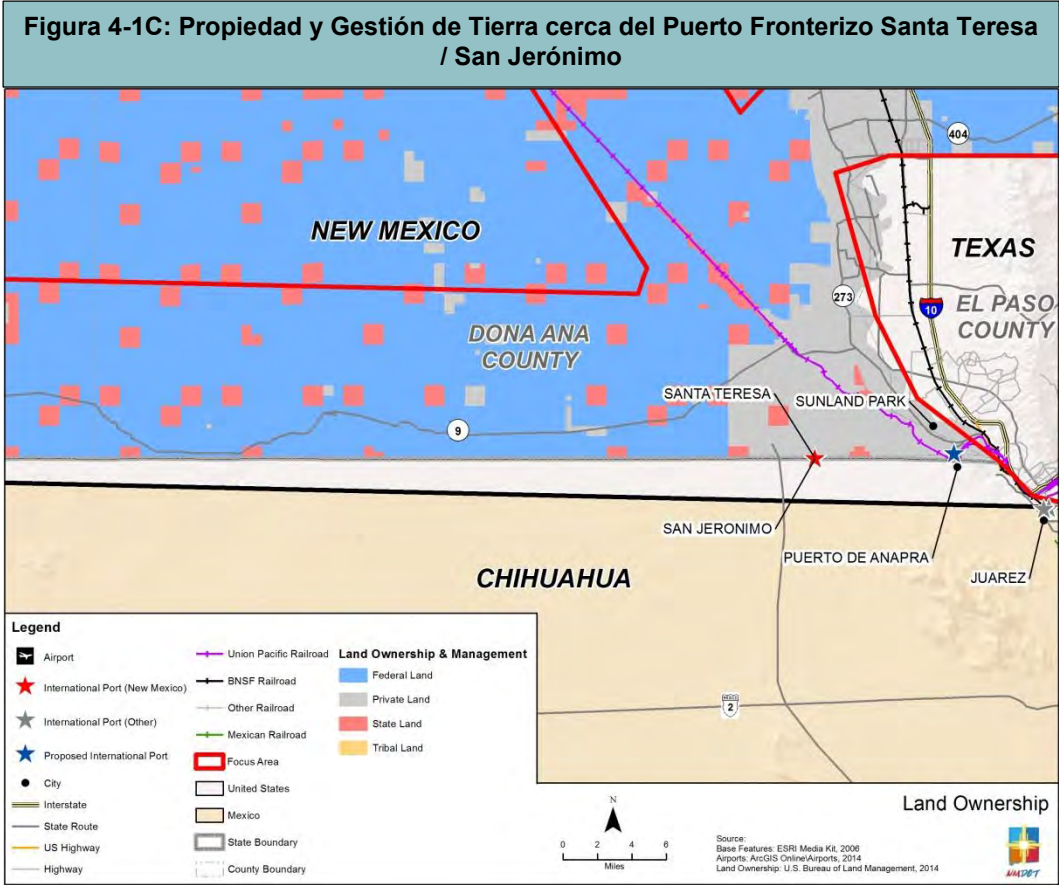 Figura 4-1C: Propiedad y Gestión de Tierra cerca del Puerto Fronterizo Santa Teresa
/ San Jerónimo
404
NEW MEXICO
TEXAS
273
10
EL PASO
COUNTY
DONA ANA
COUNTY
SANTA TERESA
SUNLAND PARK
9
SAN JERONIMO
PUERTO DE ANAPRA
JUAREZ
CHIHUAHUA
2
Legend
Airport
International Port (New Mexico)
International Port (Other)
Proposed International Port
City
Interstate
State Route
US Highway
Highway
Union Pacific Railroad
BNSF Railroad
Other Railroad
Mexican Railroad
Focus Area
United States
Mexico
State Boundary
County Boundary
Land Ownership & Management
Federal Land
Private Land
State Land
Tribal Land
N
0 2 4 6
Miles
Land Ownership
Source:
Base Features: ESRI Media Kit, 2006
Airports: ArcGIS Online\Airports, 2014
Land Ownership: U.S. Bureau of Land Management, 2014
NMDOT